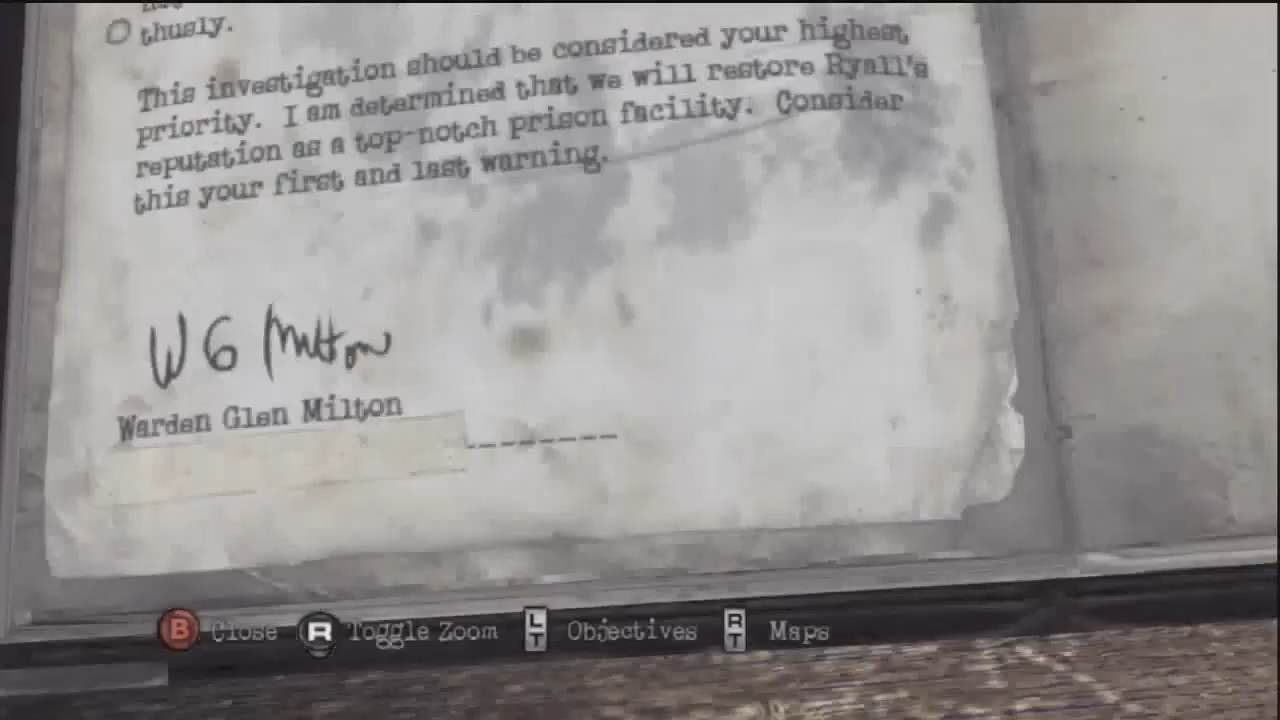 thusly.
This investigation should be considered your highest
priority. I am determined that we will restore Ryall's
reputation as a top-notch prison facility. Consider
this your first and last warning.
W G Milton
Warden Glen Milton
B Close R Toggle Zoom LT Objectives RT Maps